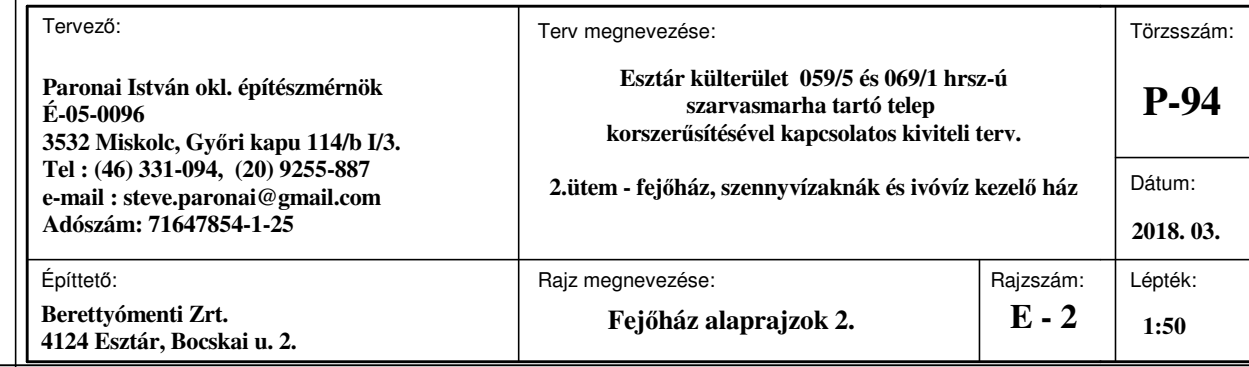 Tervező:
Paronai István okl. építészmérnök
É-05-0096
3532 Miskolc, Győri kapu 114/b I/3.
Tel : (46) 331-094,  (20) 9255-887
e-mail : steve.paronai@gmail.com
Adószám: 71647854-1-25
Terv megnevezése:
Esztár külterület  059/5 és 069/1 hrsz-ú
szarvasmarha tartó telep
korszerűsítésével kapcsolatos kiviteli terv.
2.ütem - fejőház, szennyvízaknák és ivóvíz kezelő ház
Törzsszám:
P-94
Dátum:
2018. 03.
Építtető:
Berettyómenti Zrt.
4124 Esztár, Bocskai u. 2.
Rajz megnevezése:
Fejőház alaprajzok 2.
Rajzszám:
E - 2
Lépték:
1:50